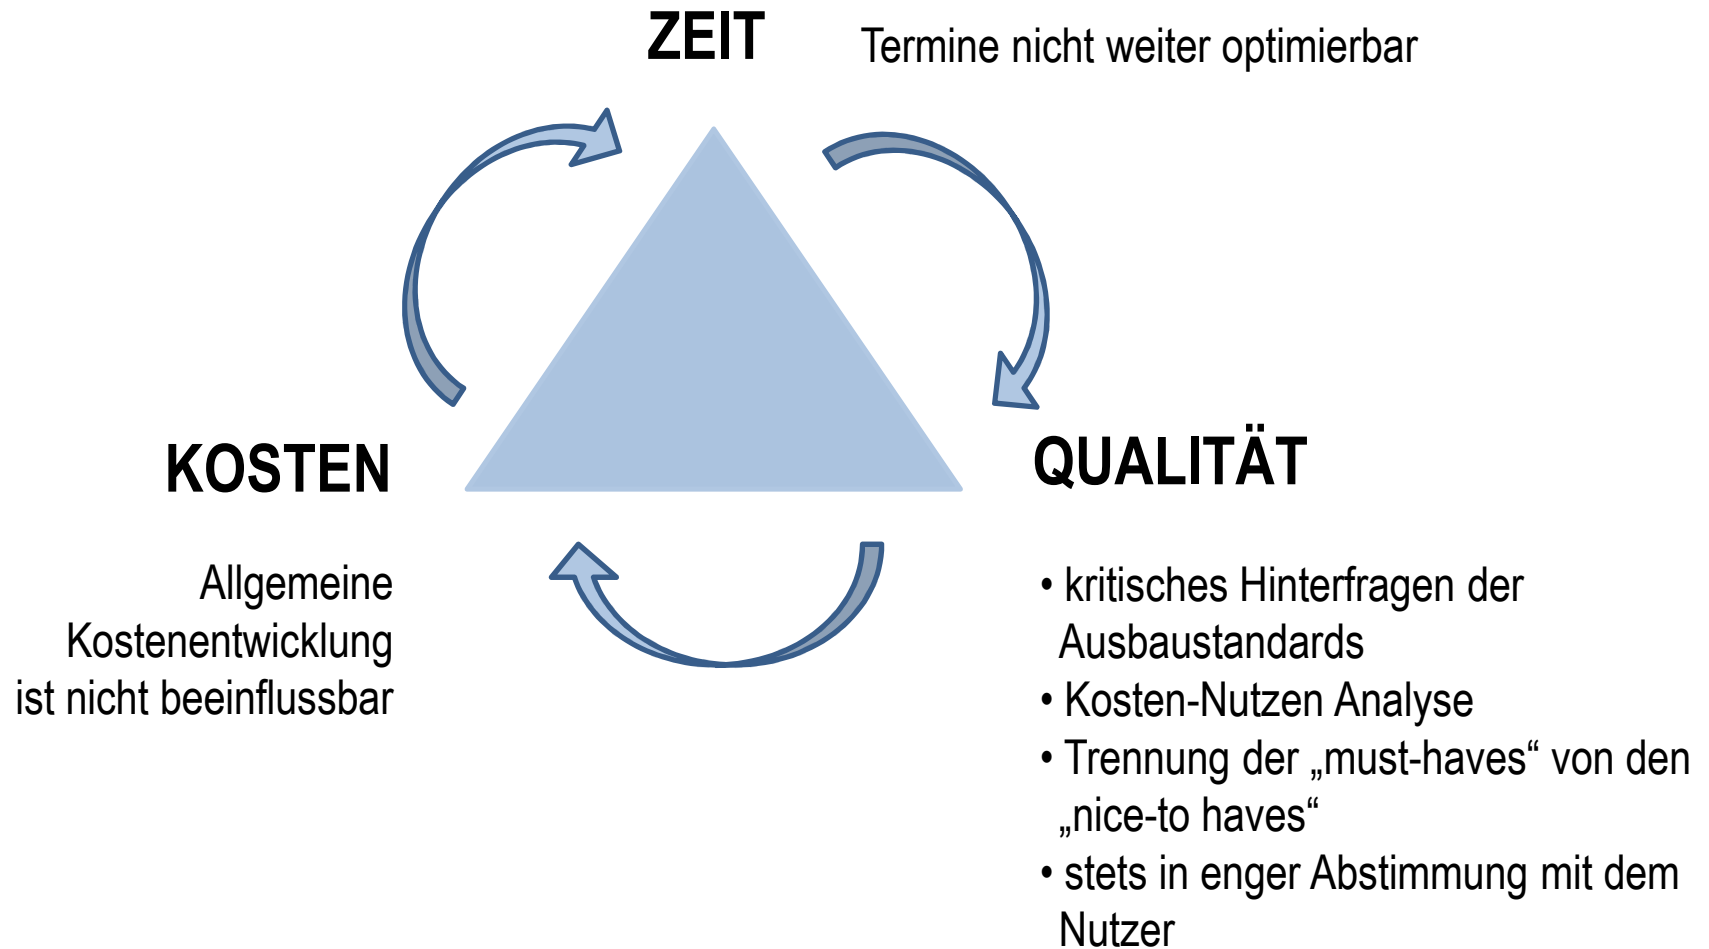 ZEIT
Termine nicht weiter optimierbar
KOSTEN
Allgemeine
Kostenentwicklung
ist nicht beeinflussbar
QUALITÄT
• kritisches Hinterfragen der
Ausbaustandards
• Kosten-Nutzen Analyse
• Trennung der „must-haves“ von den
„nice-to haves“
• stets in enger Abstimmung mit dem
Nutzer